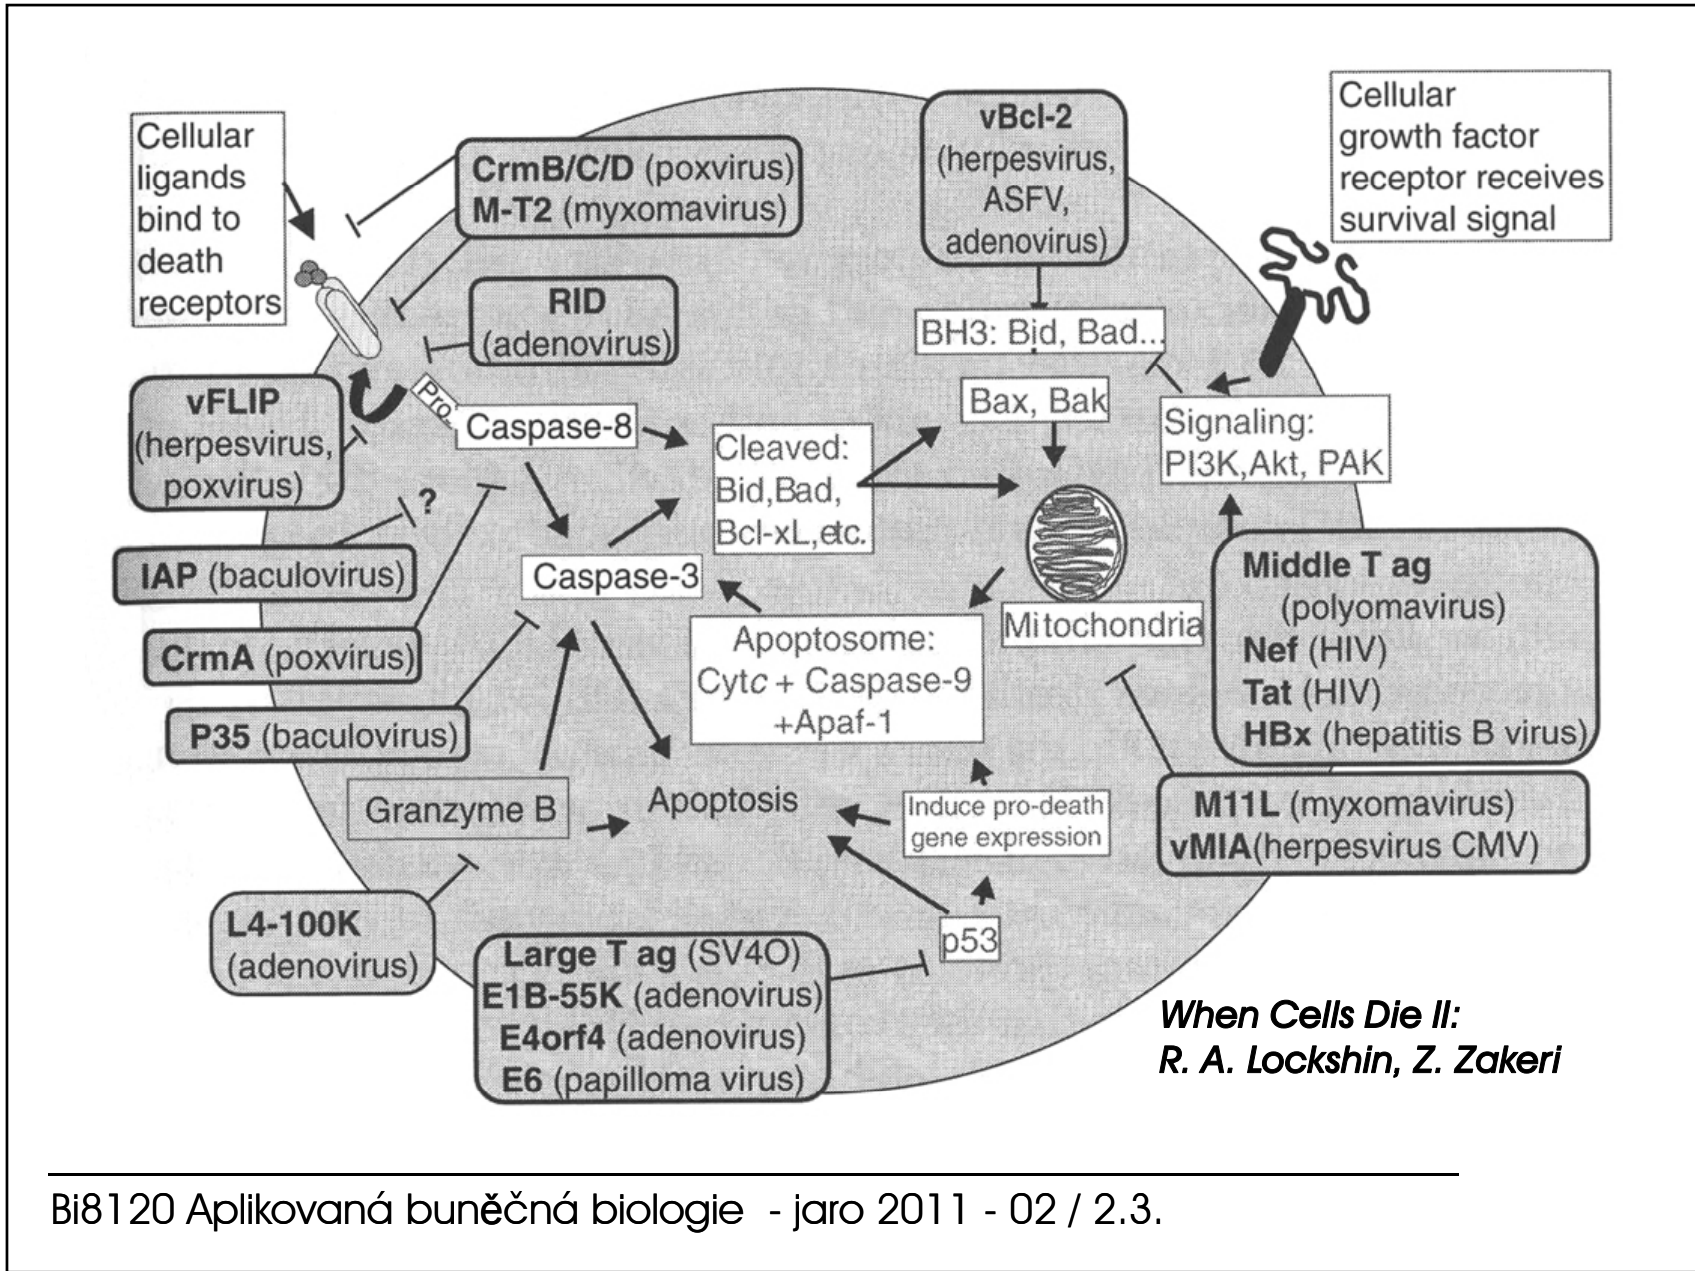 Cellular
ligands
bind to
death
receptors
CrmB/C/D (poxvirus)
M-T2 (myxomavirus)
vBcl-2
(herpesvirus,
ASFV,
adenovirus)
Cellular
growth factor
receptor receives
survival signal
RID
(adenovirus)
BH3: Bid, Bad...
vFLIP
(herpesvirus,
poxvirus)
Pro
Caspase-8
Bax, Bak
Cleaved:
Bid,Bad,
Bcl-xL,etc.
Signaling:
PI3K,Akt, PAK
?
IAP (baculovirus)
Caspase-3
Mitochondria
Middle T ag
(polyomavirus)
Nef (HIV)
Tat (HIV)
HBx (hepatitis B virus)
CrmA (poxvirus)
Apoptosome:
Cytc + Caspase-9
+Apaf-1
P35 (baculovirus)
Granzyme B
Apoptosis
Induce pro-death
gene expression
M11L (myxomavirus)
vMIA(herpesvirus CMV)
L4-100K
(adenovirus)
p53
Large T ag (SV4O)
E1B-55K (adenovirus)
E4orf4 (adenovirus)
E6 (papilloma virus)
When Cells Die II:
R. A. Lockshin, Z. Zakeri
Bi8120 Aplikovaná buněčná biologie - jaro 2011 - 02 / 2.3.